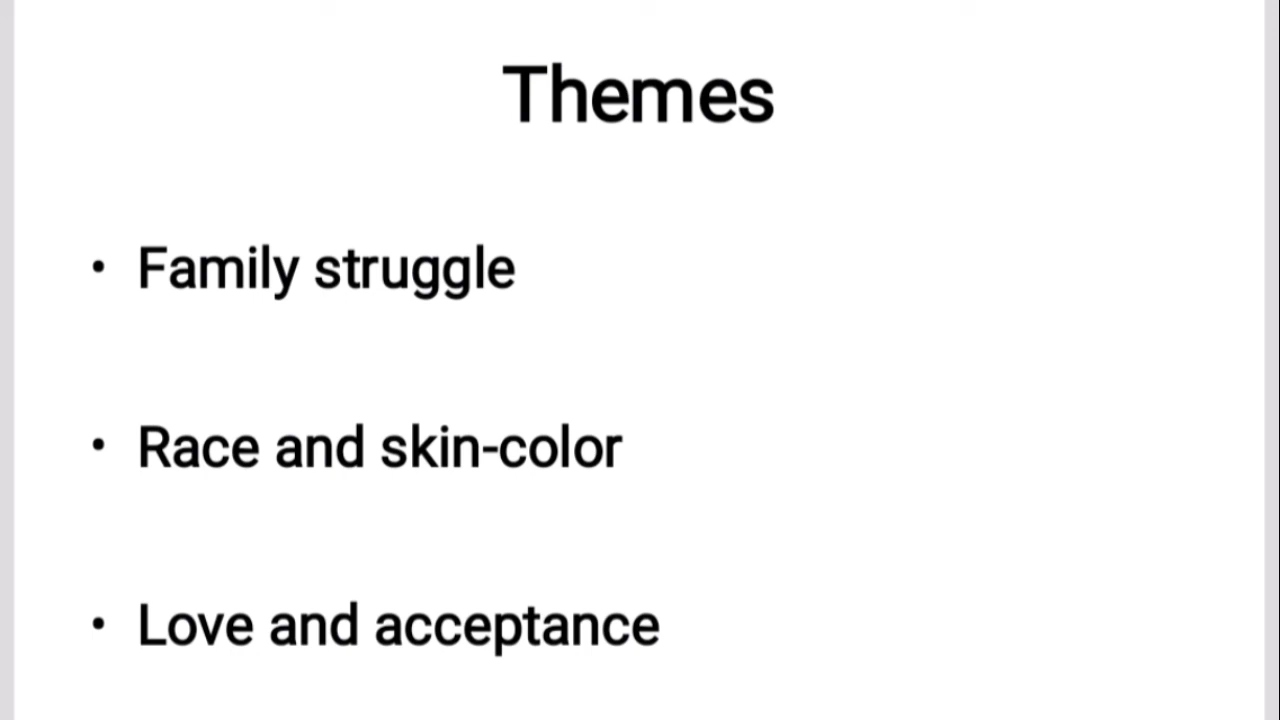 Themes
• Family struggle
• Race and skin-color
• Love and acceptance